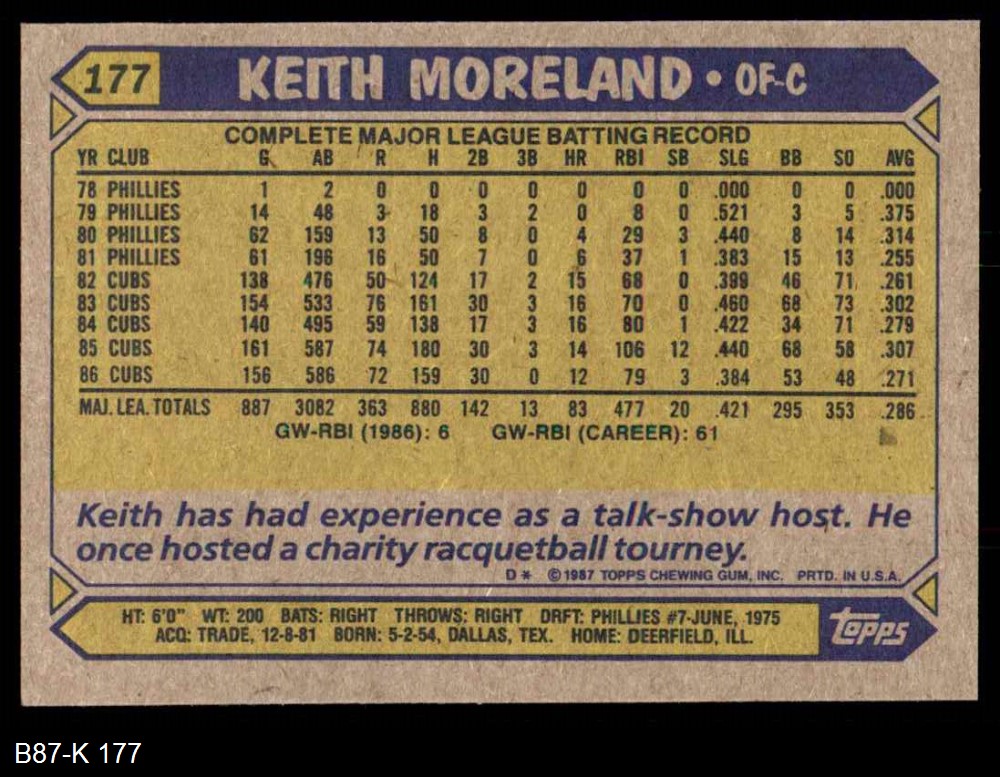 177 KEITH MORELAND • OF-C
COMPLETE MAJOR LEAGUE BATTING RECORD
YR CLUB G AB R H 2B 3B HR RBI SB SLG BB SO AVG
78 PHILLIES 1 2 0 0 0 0 0 0 0 .000 0 0 .000
79 PHILLIES 14 48 3 18 3 2 0 8 0 .521 3 5 .375
80 PHILLIES 62 159 13 50 8 0 4 29 3 .440 8 14 .314
81 PHILLIES 61 196 16 50 7 0 6 37 1 .383 15 13 .255
82 CUBS 138 476 50 124 17 2 15 68 0 .399 46 71 .261
83 CUBS 154 533 76 161 30 3 16 70 0 .460 68 73 .302
84 CUBS 140 495 59 138 17 3 16 80 1 .422 34 71 .279
85 CUBS 161 587 74 180 30 3 14 106 12 .440 68 58 .307
86 CUBS 156 586 72 159 30 0 12 79 3 .384 53 48 .271
MAJ. LEA. TOTALS 887 3082 363 880 142 13 83 477 20 .421 295 353 .286
GW-RBI (1986): 6 GW-RBI (CAREER): 61
Keith has had experience as a talk-show host. He
once hosted a charity racquetball tourney.
D* ©1987 TOPPS CHEWING GUM, INC. PRTD. IN U.S.A.
HT: 6'0" WT: 200 BATS: RIGHT THROWS: RIGHT DRFT: PHILLIES #7-JUNE, 1975
ACQ: TRADE, 12-8-81 BORN: 5-2-54, DALLAS, TEX. HOME: DEERFIELD, ILL.
Topps
B87-K 177